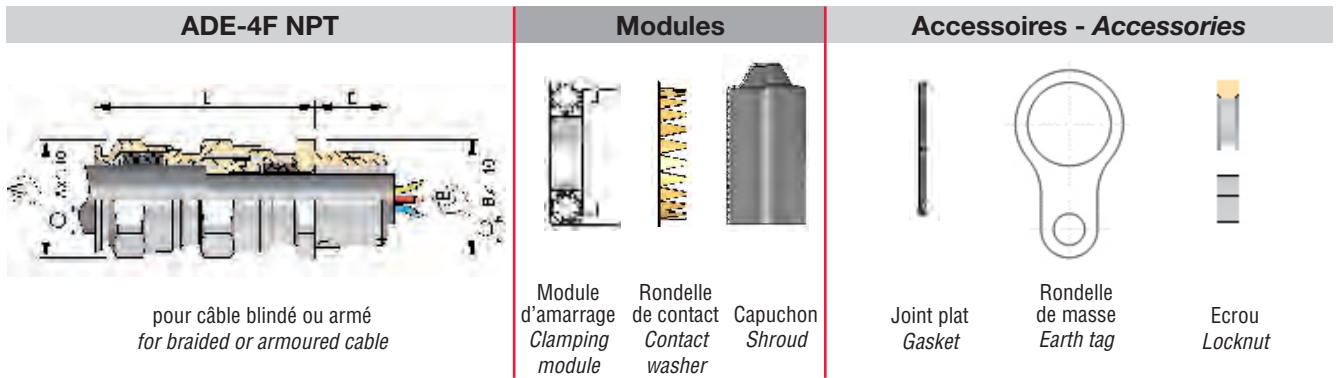 ADE-4F NPT
Modules
Accessoires - Accessories
L
pour câble blindé ou armé
for braided or armoured cable
Module
d'amarrage
Clamping
module
Rondelle
de contact
Contact
washer
Capuchon
Shroud
Joint plat
Gasket
Rondelle
de masse
Earth tag
Ecrou
Locknut